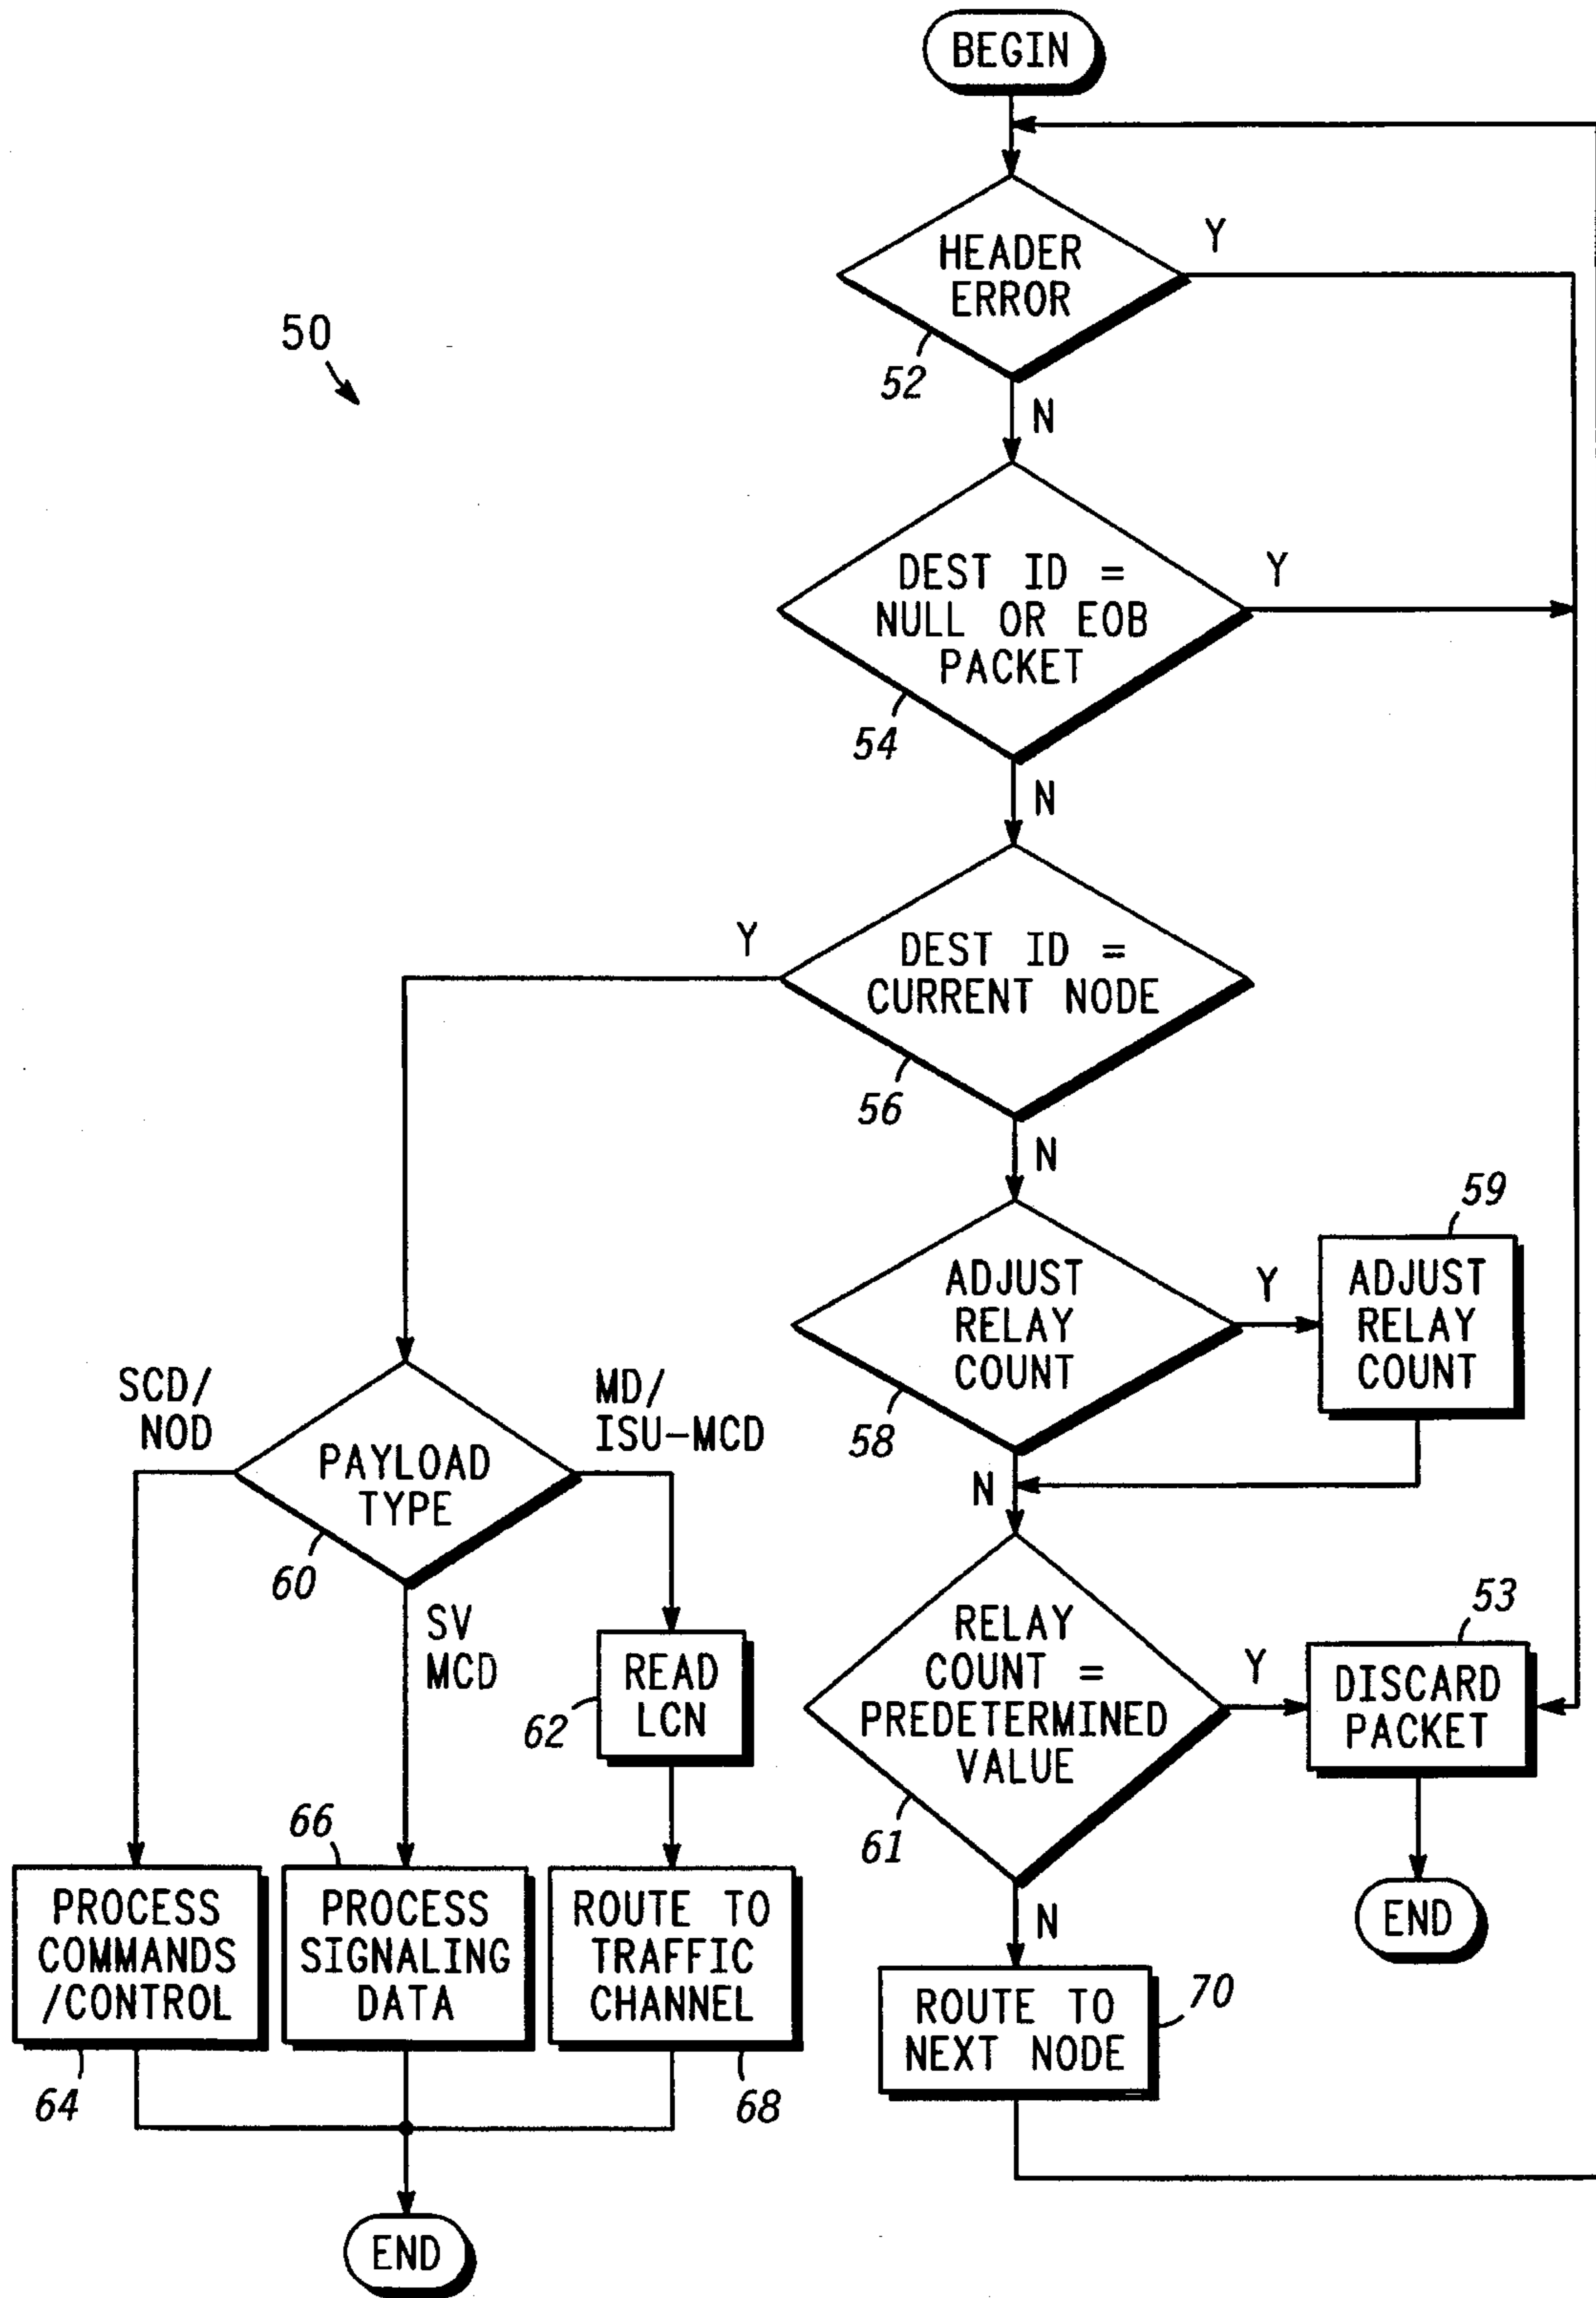 BEGIN
HEADER
ERROR
Y
52
N
50
DEST ID =
NULL OR EOB
PACKET
Y
54
N
DEST ID =
CURRENT NODE
Y
56
N
ADJUST
RELAY
COUNT
Y
58
N
59
ADJUST
RELAY
COUNT
SCD/
NOD
PAYLOAD
TYPE
MD/
ISU-MCD
60
SV
MCD
READ
LCN
62
RELAY
COUNT =
PREDETERMINED
VALUE
Y
61
N
53
DISCARD
PACKET
END
PROCESS
COMMANDS
/CONTROL
64
66
PROCESS
SIGNALING
DATA
ROUTE TO
TRAFFIC
CHANNEL
68
ROUTE TO
NEXT NODE
70
END